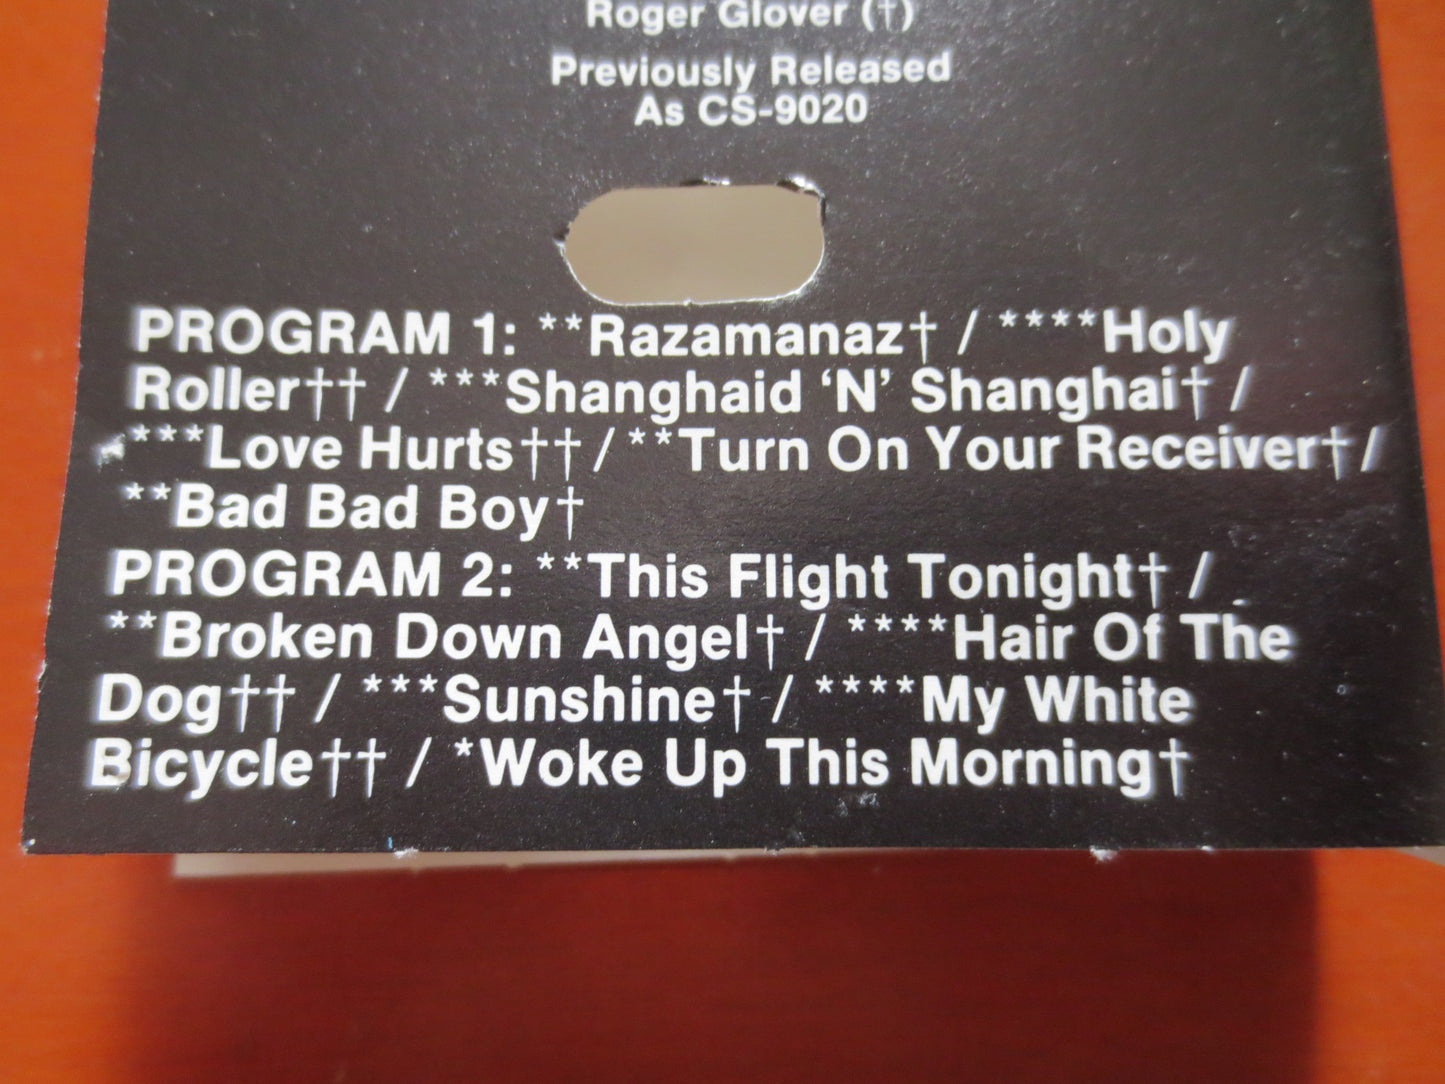 Roger Glover (†)
Previously Released
As CS-9020
PROGRAM 1: **Razamanaz† / ****Holy
Roller†† / ***Shanghaid ‘N’ Shanghai† /
***Love Hurts†† / **Turn On Your Receiver† /
**Bad Bad Boy†
PROGRAM 2: **This Flight Tonight† /
**Broken Down Angel† / ****Hair Of The
Dog†† / ***Sunshine† / ****My White
Bicycle†† / *Woke Up This Morning†